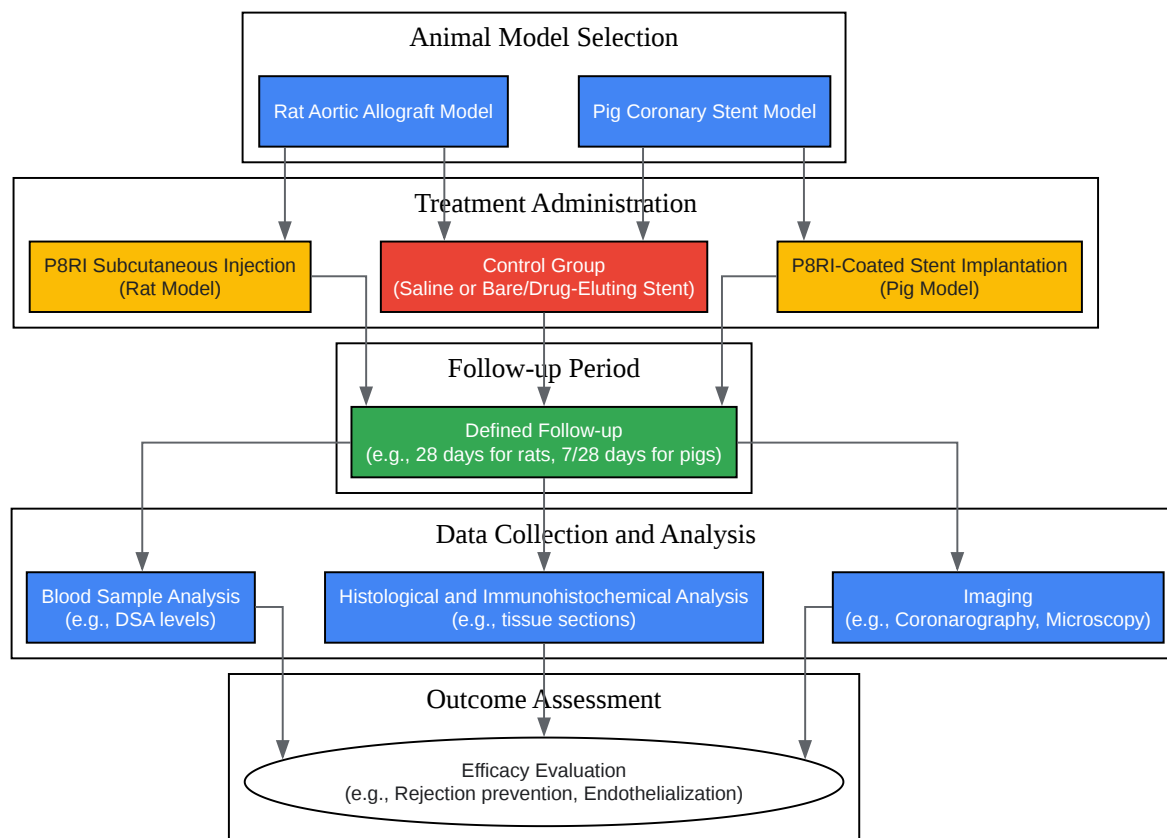 Animal Model Selection
Rat Aortic Allograft Model
Pig Coronary Stent Model
Treatment Administration
P8RI Subcutaneous Injection
(Rat Model)
Control Group
(Saline or Bare/Drug-Eluting Stent)
P8RI-Coated Stent Implantation
(Pig Model)
Follow-up Period
Defined Follow-up
(e.g., 28 days for rats, 7/28 days for pigs)
Data Collection and Analysis
Blood Sample Analysis
(e.g., DSA levels)
Histological and Immunohistochemical Analysis
(e.g., tissue sections)
Imaging
(e.g., Coronarography, Microscopy)
Outcome Assessment
Efficacy Evaluation
(e.g., Rejection prevention, Endothelialization)